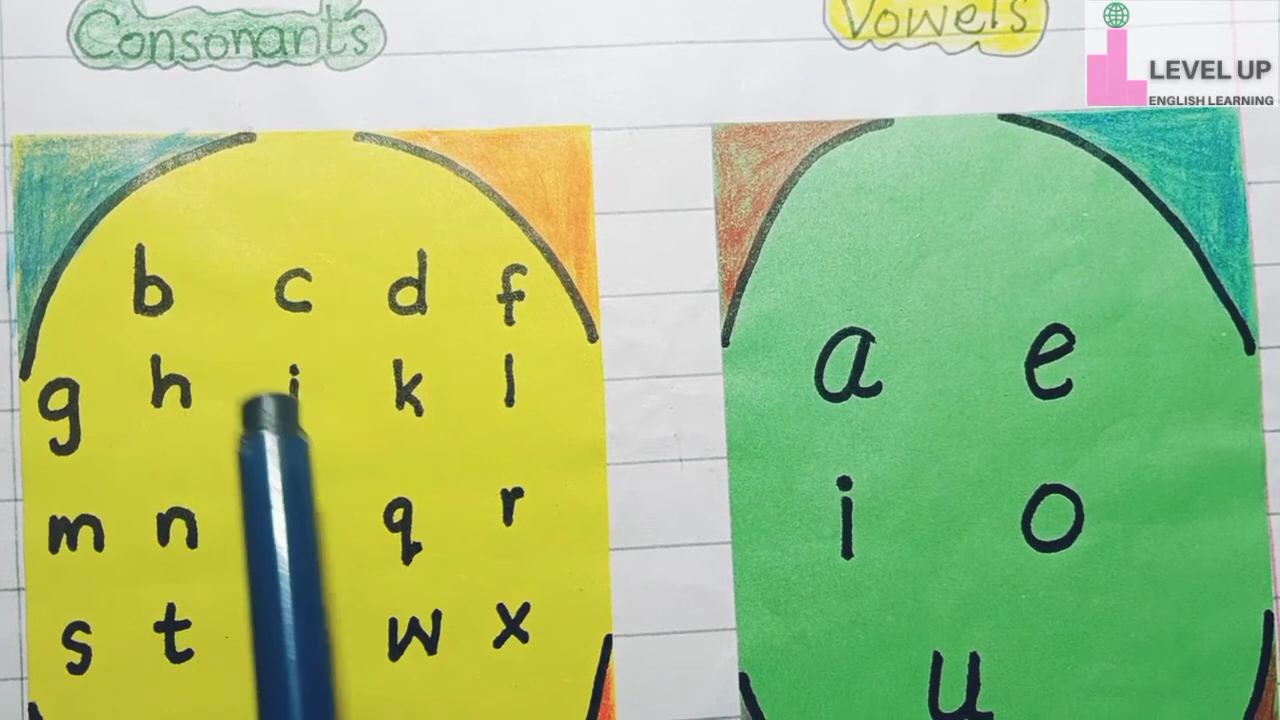 Consonants
Vowels
LEVEL UP
ENGLISH LEARNING
b c d f
g h j k l
m n q r
s t w x
a e
i o
u